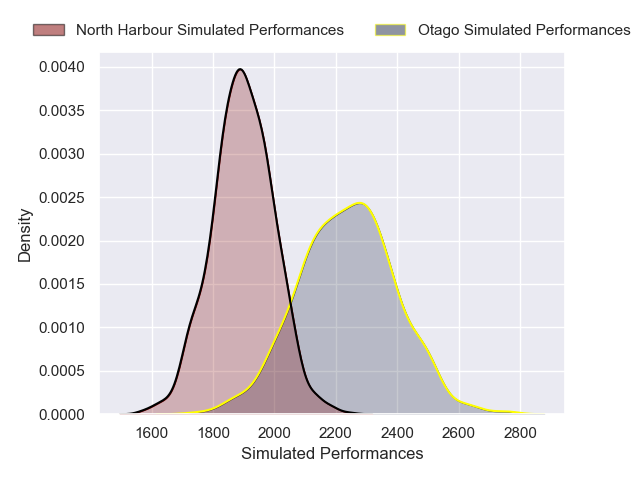 North Harbour Simulated Performances   Otago Simulated Performances
0.0040
0.0035
0.0030
0.0025
0.0020
0.0015
0.0010
0.0005
0.0000
Density
1600 1800 2000 2200 2400 2600 2800
Simulated Performances